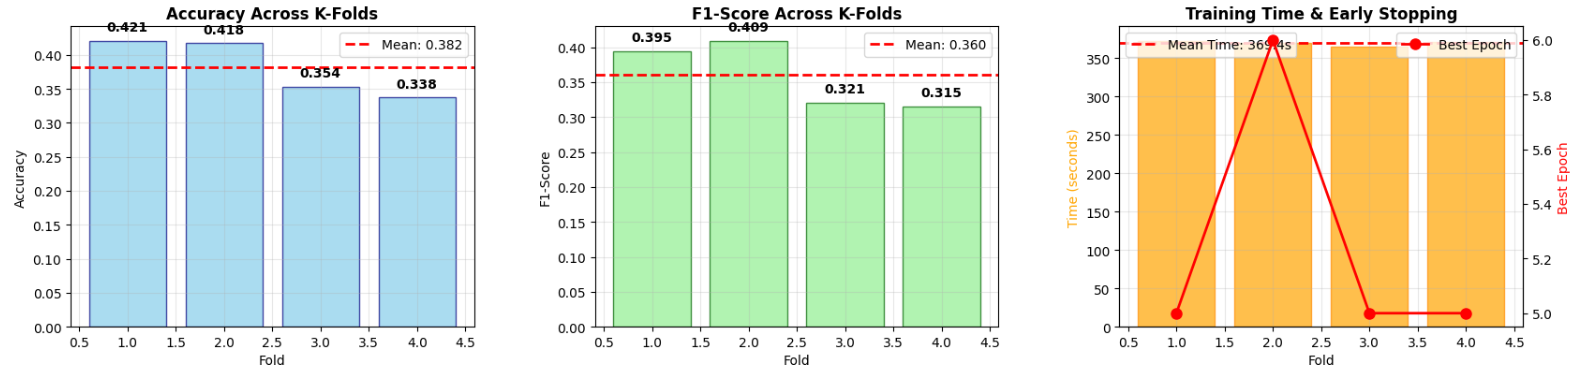 Accuracy Across K-Folds
0.421
0.418
0.354
0.338
Mean: 0.382
0.40
0.35
0.30
0.25
0.20
0.15
0.10
0.05
0.00
Accuracy
0.5 1.0 1.5 2.0 2.5 3.0 3.5 4.0 4.5
Fold
F1-Score Across K-Folds
0.395
0.409
0.321
0.315
Mean: 0.360
0.40
0.35
0.30
0.25
0.20
0.15
0.10
0.05
0.00
F1-Score
0.5 1.0 1.5 2.0 2.5 3.0 3.5 4.0 4.5
Fold
Training Time & Early Stopping
Mean Time: 369.4s
Best Epoch
350
300
250
200
150
100
50
0
Time (seconds)
6.0
5.8
5.6
5.4
5.2
5.0
Best Epoch
0.5 1.0 1.5 2.0 2.5 3.0 3.5 4.0 4.5
Fold